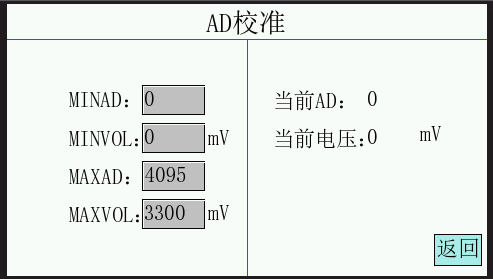 AD校准
MINAD： 0
MINVOL：0 mV
MAXAD： 4095
MAXVOL：3300 mV
当前AD： 0
当前电压：0 mV
返回